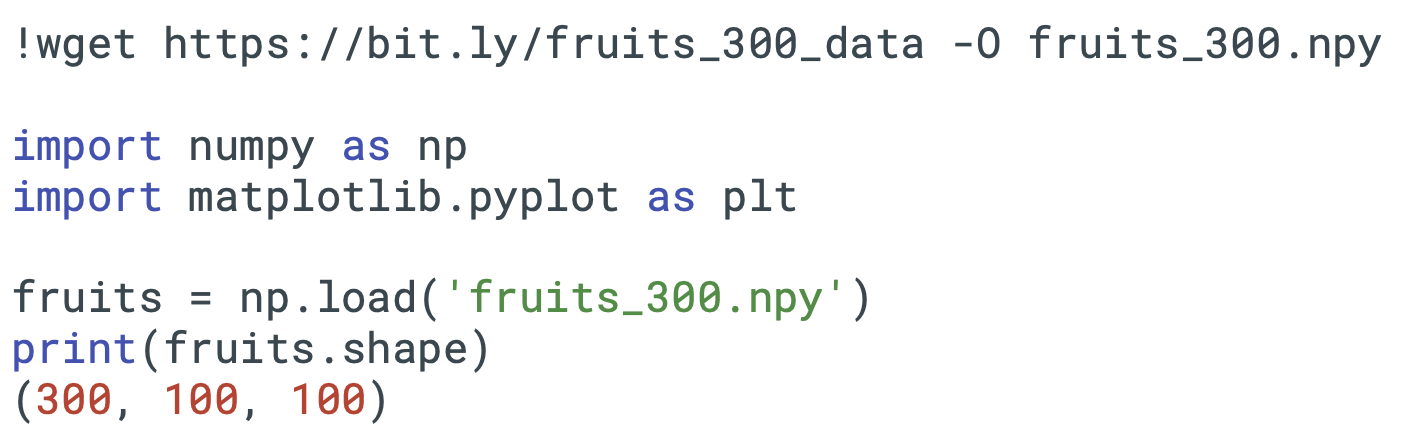 !wget https://bit.ly/fruits_300_data -O fruits_300.npy
import numpy as np
import matplotlib.pyplot as plt
fruits = np.load('fruits_300.npy')
print(fruits.shape)
(300, 100, 100)